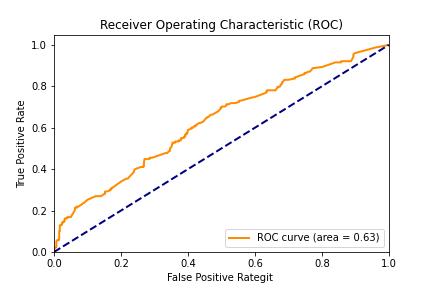 Receiver Operating Characteristic (ROC)
1.0
0.8
0.6
0.4
0.2
0.0
True Positive Rate
ROC curve (area = 0.63)
0.0 0.2 0.4 0.6 0.8 1.0
False Positive Rategit